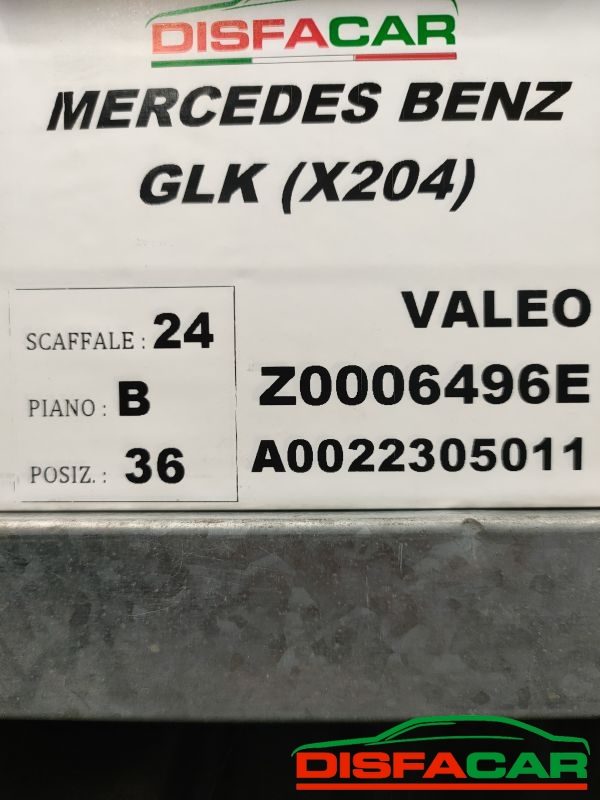 DISFACAR
MERCEDES BENZ
GLK (X204)
SCAFFALE : 24
PIANO : B
POSIZ. : 36
VALEO
Z0006496E
A0022305011
DISFACAR